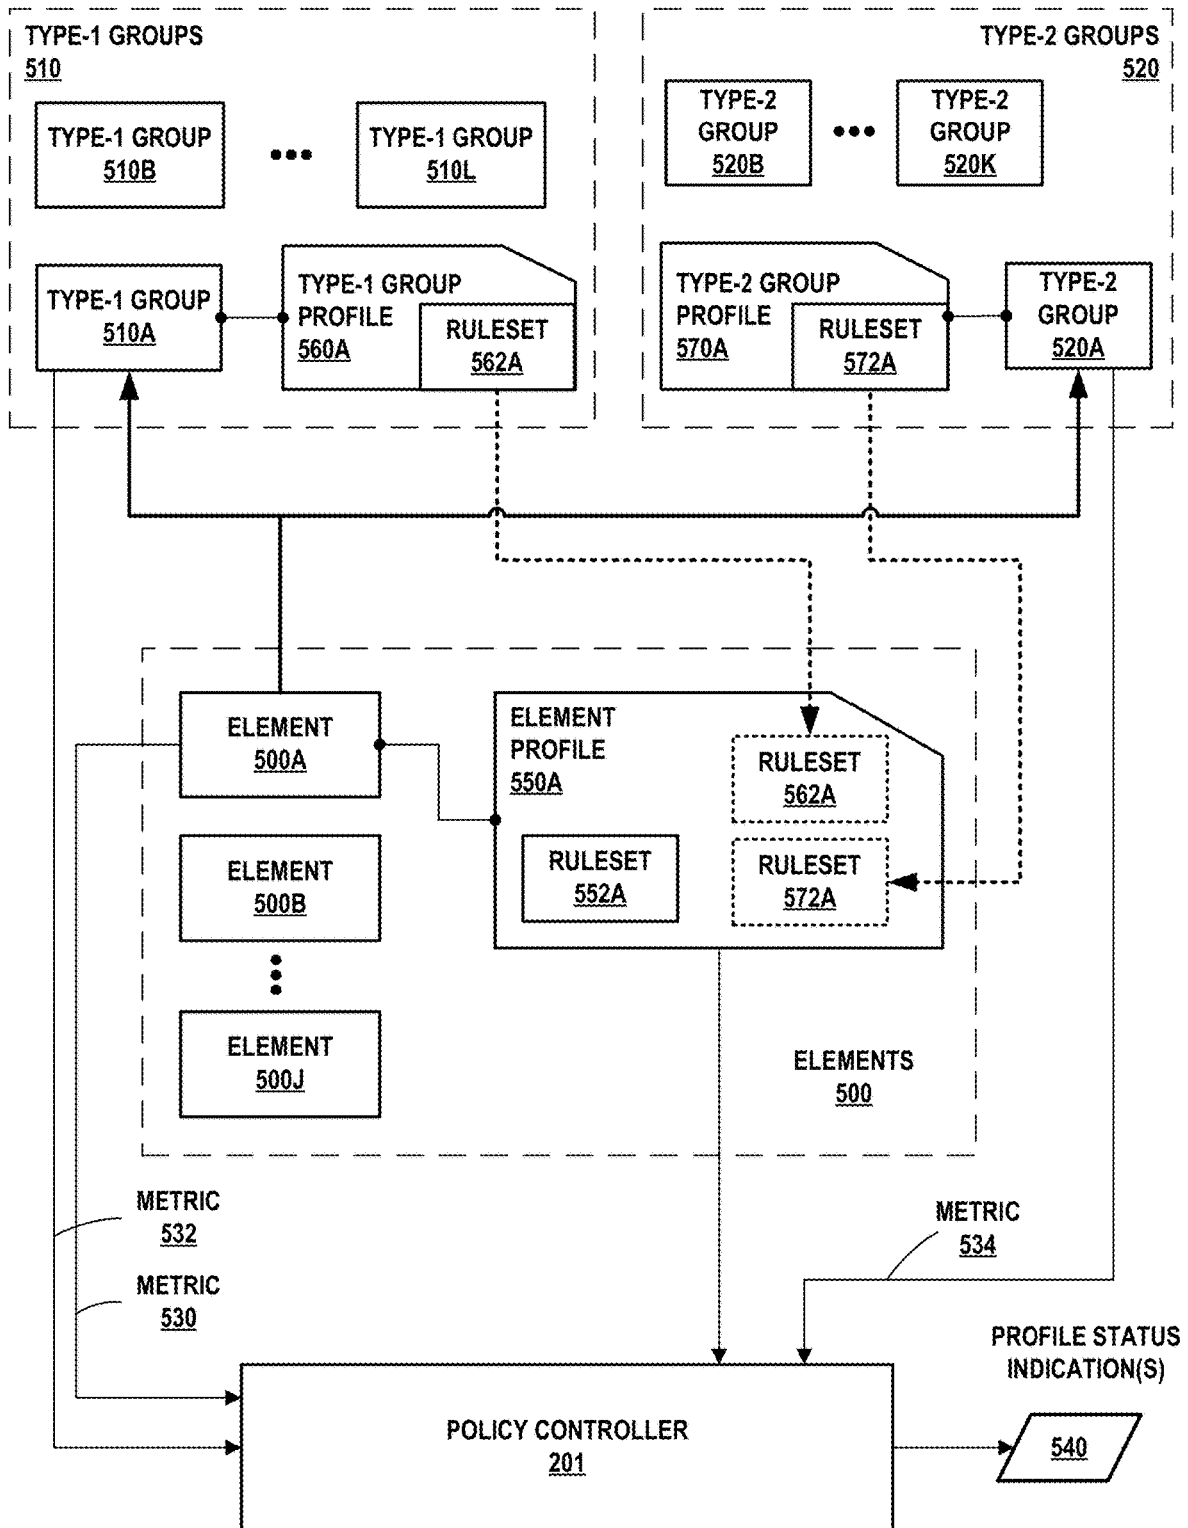 TYPE-1 GROUPS
510
TYPE-2 GROUPS
520
TYPE-1 GROUP
510B
TYPE-1 GROUP
510L
TYPE-2
GROUP
520B
TYPE-2
GROUP
520K
TYPE-1 GROUP
510A
TYPE-1 GROUP
PROFILE
560A
RULESET
562A
TYPE-2 GROUP
PROFILE
570A
RULESET
572A
TYPE-2
GROUP
520A
ELEMENT
500A
ELEMENT
PROFILE
550A
RULESET
562A
RULESET
552A
RULESET
572A
ELEMENT
500B
ELEMENT
500J
ELEMENTS
500
METRIC
532
METRIC
530
METRIC
534
PROFILE STATUS
INDICATION(S)
540
POLICY CONTROLLER
201